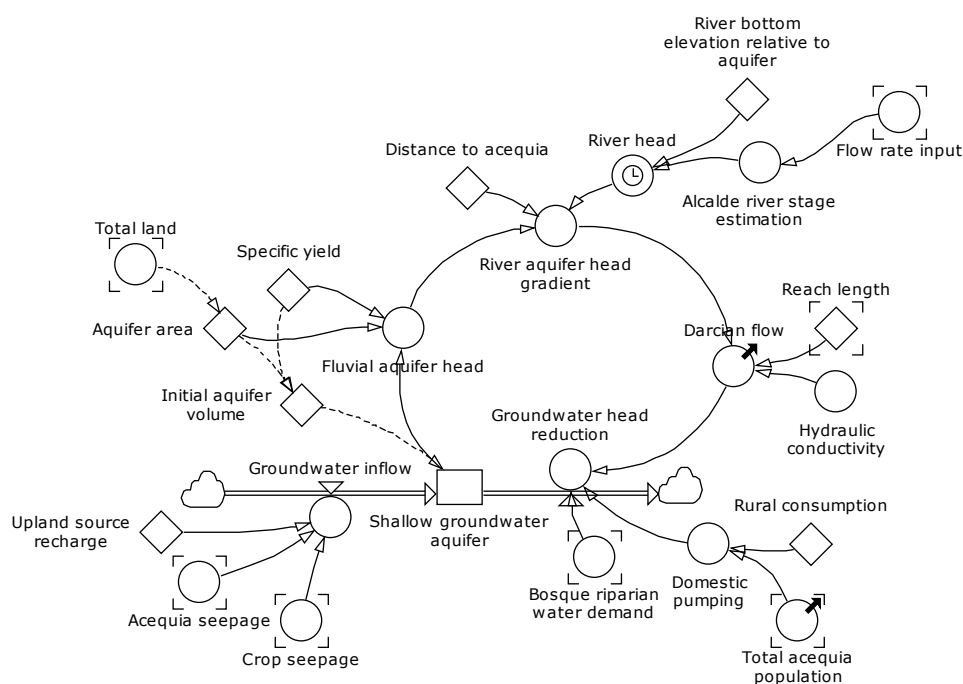 River bottom
elevation relative to
aquifer
River head
Flow rate input
Distance to acequia
Alcalde river stage
estimation
Total land
Specific yield
River aquifer head
gradient
Reach length
Aquifer area
Darcian flow
Fluvial aquifer head
Initial aquifer
volume
Groundwater head
reduction
Hydraulic
conductivity
Groundwater inflow
Rural consumption
Upland source
recharge
Shallow groundwater
aquifer
Domestic
pumping
Bosque riparian
water demand
Acequia seepage
Crop seepage
Total acequia
population